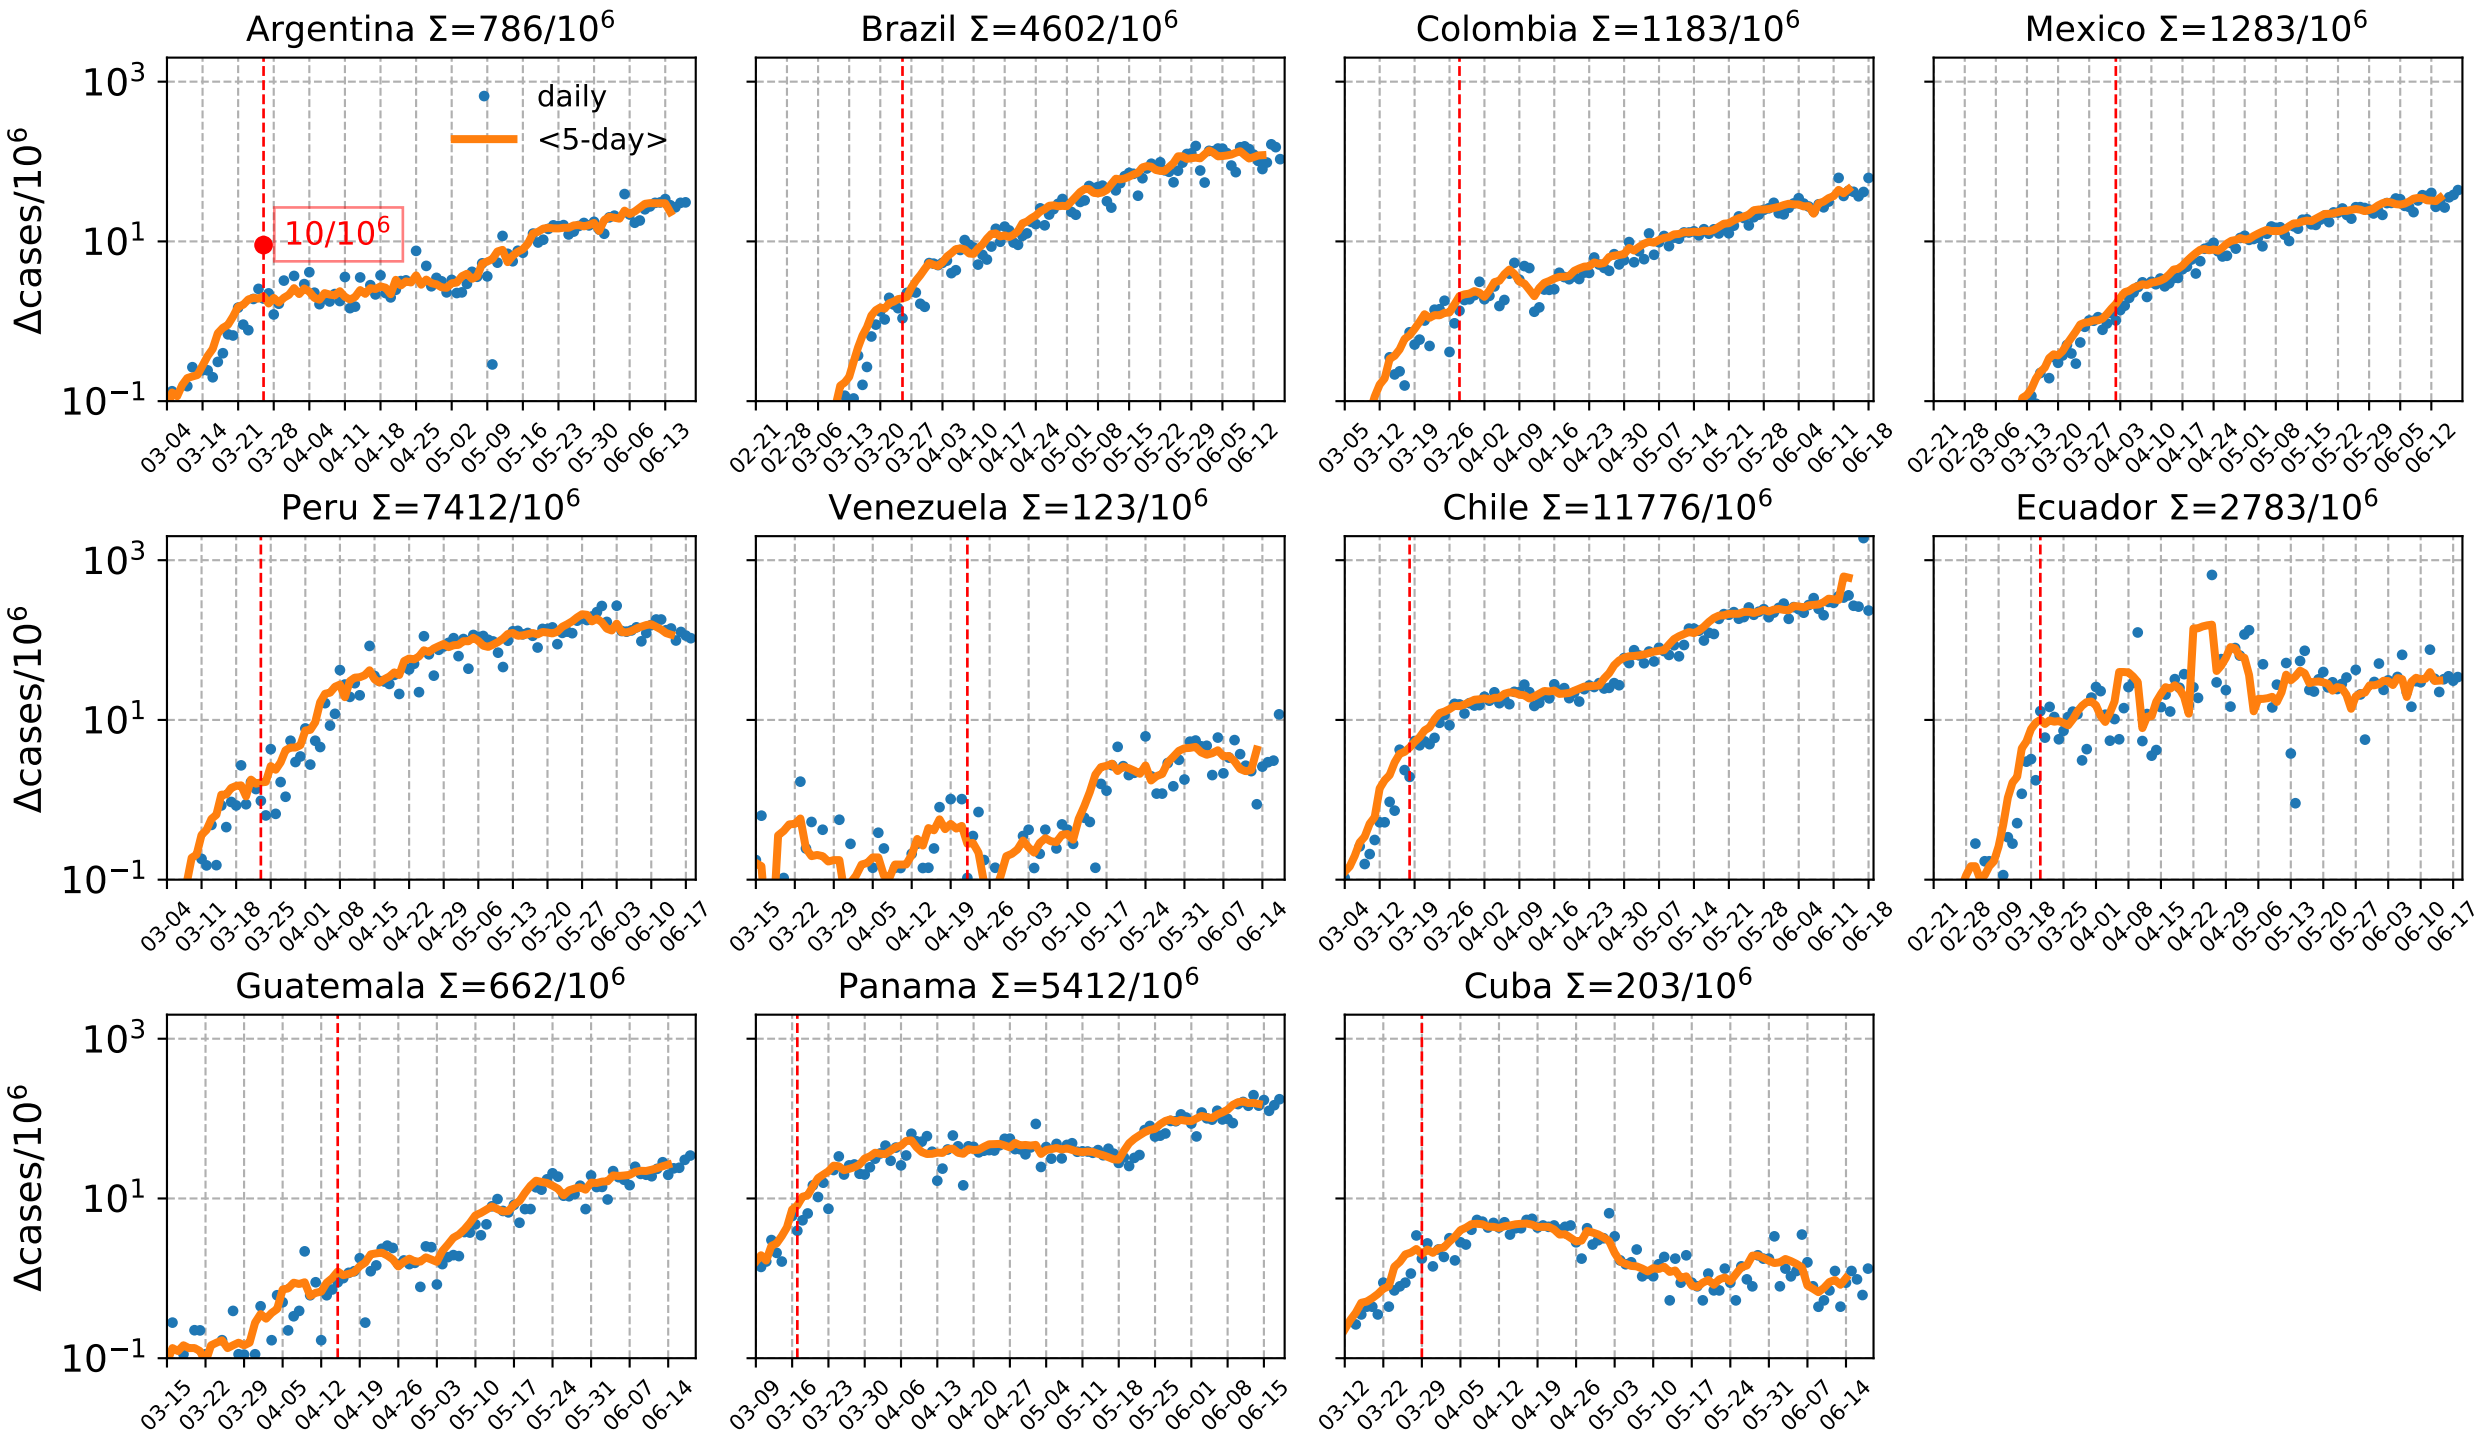 Argentina Σ=786/10⁶
Brazil Σ=4602/10⁶
Colombia Σ=1183/10⁶
Mexico Σ=1283/10⁶
Δcases/10⁶
10³
10¹
10⁻¹
daily
<5-day>
10/10⁶
03-04 03-14 03-21 03-28 04-04 04-11 04-18 04-25 05-02 05-09 05-16 05-23 05-30 06-06 06-13
02-21 02-28 03-06 03-13 03-20 03-27 04-03 04-10 04-17 04-24 05-01 05-08 05-15 05-22 05-29 06-05 06-12
03-05 03-12 03-19 03-26 04-02 04-09 04-16 04-23 04-30 05-07 05-14 05-21 05-28 06-04 06-11 06-18
02-21 02-28 03-06 03-13 03-20 03-27 04-03 04-10 04-17 04-24 05-01 05-08 05-15 05-22 05-29 06-05 06-12
Peru Σ=7412/10⁶
Venezuela Σ=123/10⁶
Chile Σ=11776/10⁶
Ecuador Σ=2783/10⁶
Δcases/10⁶
10³
10¹
10⁻¹
03-04 03-11 03-18 03-25 04-01 04-08 04-15 04-22 04-29 05-06 05-13 05-20 05-27 06-03 06-10 06-17
03-15 03-22 03-29 04-05 04-12 04-19 04-26 05-03 05-10 05-17 05-24 05-31 06-07 06-14
03-04 03-12 03-19 03-26 04-02 04-09 04-16 04-23 04-30 05-07 05-14 05-21 05-28 06-04 06-11 06-18
02-21 02-28 03-09 03-18 03-25 04-01 04-08 04-15 04-22 04-29 05-06 05-13 05-20 05-27 06-03 06-10 06-17
Guatemala Σ=662/10⁶
Panama Σ=5412/10⁶
Cuba Σ=203/10⁶
Δcases/10⁶
10³
10¹
10⁻¹
03-15 03-22 03-29 04-05 04-12 04-19 04-26 05-03 05-10 05-17 05-24 05-31 06-07 06-14
03-09 03-16 03-23 03-30 04-06 04-13 04-20 04-27 05-04 05-11 05-18 05-25 06-01 06-08 06-15
03-12 03-22 03-29 04-05 04-12 04-19 04-26 05-03 05-10 05-17 05-24 05-31 06-07 06-14